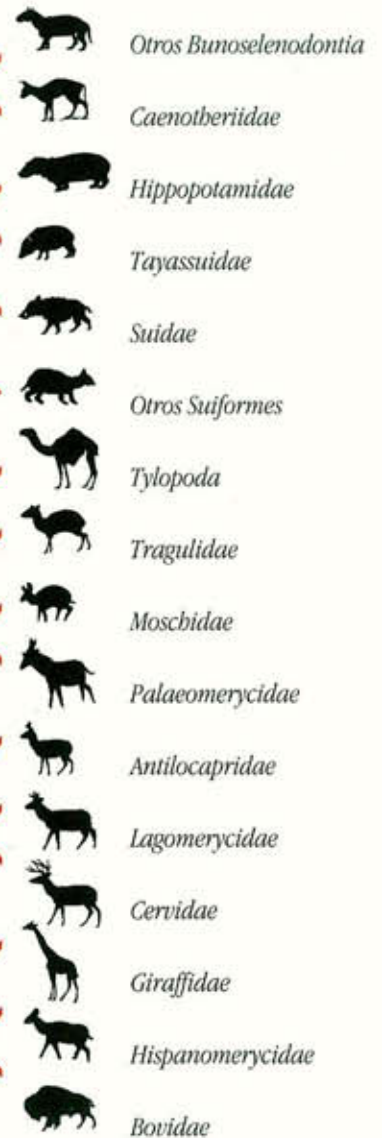 Otros Bunoselenodontia
Caenotheriidae
Hippopotamidae
Tayassuidae
Suidae
Otros Suiformes
Tylopoda
Tragulidae
Moschidae
Palaeomerycidae
Antilocapridae
Lagomerycidae
Cervidae
Giraffidae
Hispanomerycidae
Bovidae